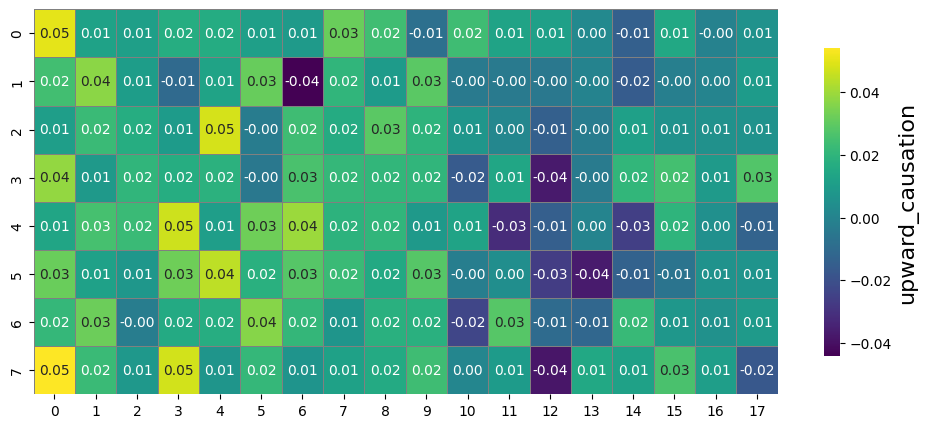 0 0.05 0.01 0.01 0.02 0.02 0.01 0.01 0.03 0.02 -0.01 0.02 0.01 0.01 0.00 -0.01 0.01 -0.00 0.01
1 0.02 0.04 0.01 -0.01 0.01 0.03 -0.04 0.02 0.01 0.03 -0.00 -0.00 -0.00 -0.00 -0.02 -0.00 0.00 0.01
2 0.01 0.02 0.02 0.01 0.05 -0.00 0.02 0.02 0.03 0.02 0.01 0.00 -0.01 -0.00 0.01 0.01 0.01 0.01
3 0.04 0.01 0.02 0.02 0.02 -0.00 0.03 0.02 0.02 0.02 -0.02 0.01 -0.04 -0.00 0.02 0.02 0.01 0.03
4 0.01 0.03 0.02 0.05 0.01 0.03 0.04 0.02 0.02 0.01 0.01 -0.03 -0.01 0.00 -0.03 0.02 0.00 -0.01
5 0.03 0.01 0.01 0.03 0.04 0.02 0.03 0.02 0.02 0.03 -0.00 0.00 -0.03 -0.04 -0.01 -0.01 0.01 0.01
6 0.02 0.03 -0.00 0.02 0.02 0.04 0.02 0.01 0.02 0.02 -0.02 0.03 -0.01 -0.01 0.02 0.01 0.01 0.01
7 0.05 0.02 0.01 0.05 0.01 0.02 0.01 0.01 0.01 0.02 0.00 0.01 -0.04 0.01 0.01 0.03 0.01 -0.02
0 1 2 3 4 5 6 7 8 9 10 11 12 13 14 15 16 17
0.04
0.02
0.00
−0.02
−0.04
upward_causation